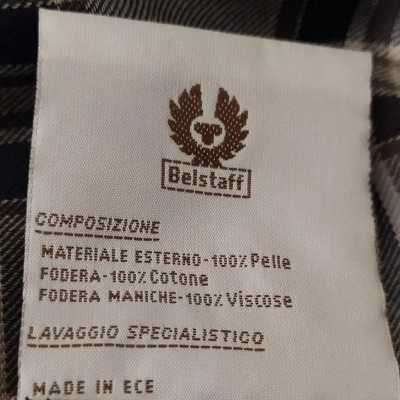 Belstaff
COMPOSIZIONE
MATERIALE ESTERNO-100% Pelle
FODERA-100% Cotone
FODERA MANICHE-100% Viscose
LAVAGGIO SPECIALISTICO
MADE IN ECE